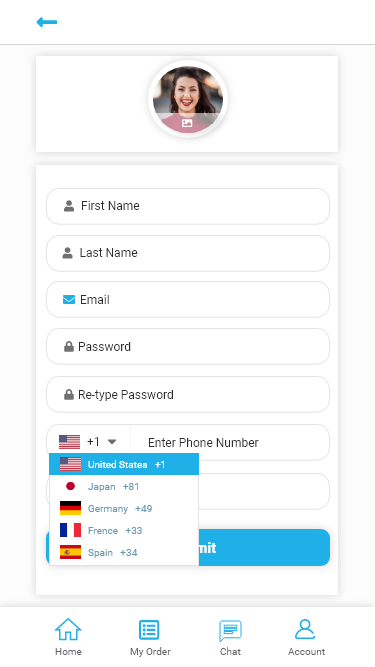 First Name
Last Name
Email
Password
Re-type Password
+1 Enter Phone Number
United States +1
Japan +81
Germany +49
Frence +33
Spain +34
mit
Home My Order Chat Account